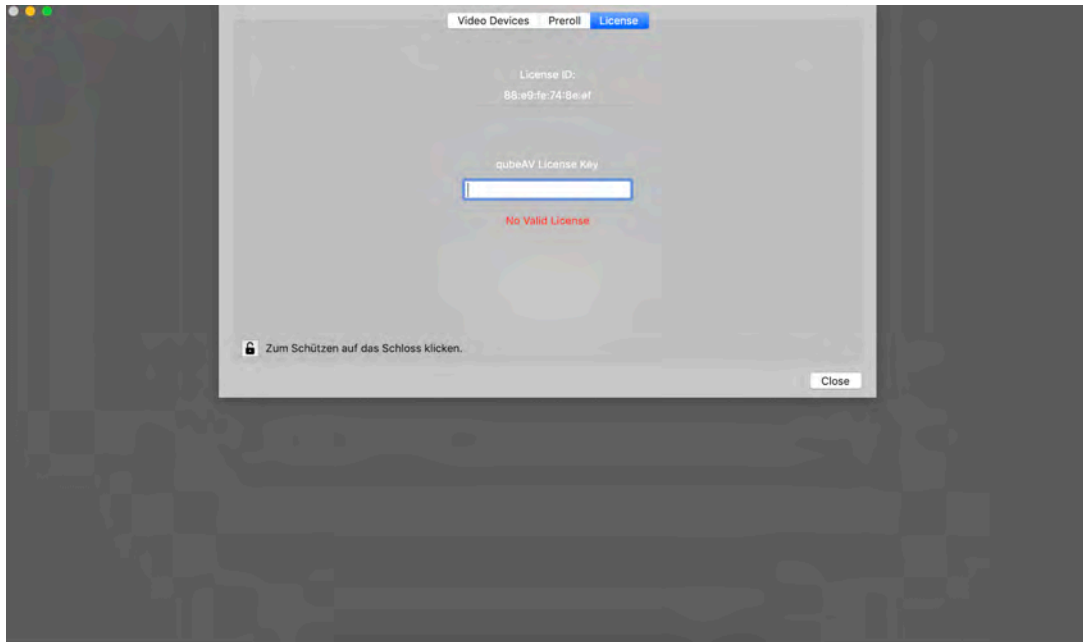 Video Devices Preroll License
License ID:
88:e9:fe:74:8e:ef
qubeAV License Key
No Valid License
Zum Schützen auf das Schloss klicken.
Close